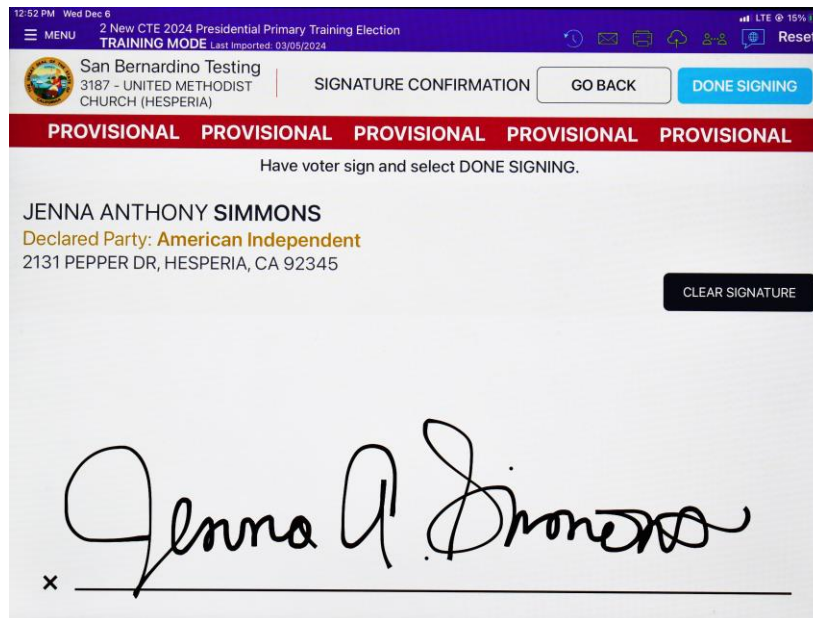 12:52 PM Wed Dec 6
LTE 15%
MENU
2 New CTE 2024 Presidential Primary Training Election
TRAINING MODE Last Imported: 03/05/2024
Reset
San Bernardino Testing
3187 - UNITED METHODIST
CHURCH (HESPERIA)
SIGNATURE CONFIRMATION
GO BACK
DONE SIGNING
PROVISIONAL PROVISIONAL PROVISIONAL PROVISIONAL PROVISIONAL
Have voter sign and select DONE SIGNING.
JENNA ANTHONY SIMMONS
Declared Party: American Independent
2131 PEPPER DR, HESPERIA, CA 92345
CLEAR SIGNATURE
Jenna A. Simmons
×